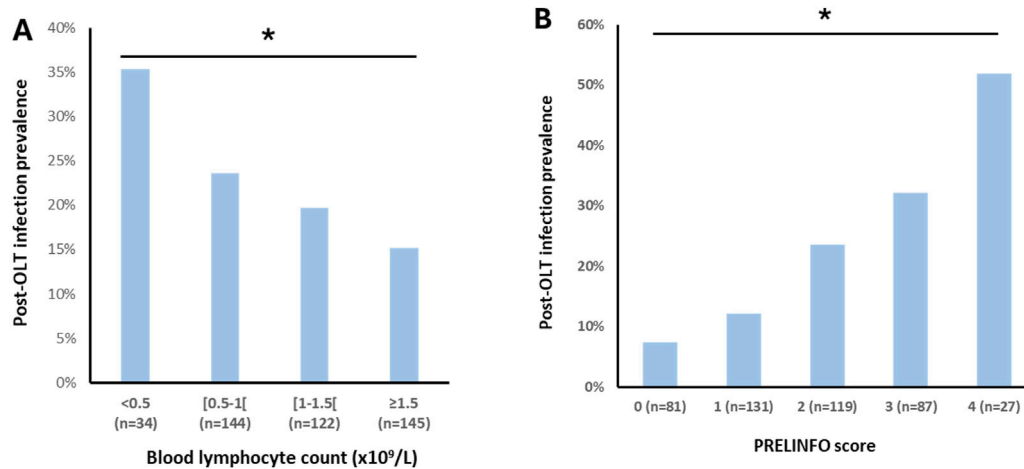 A
Post-OLT infection prevalence
40%
35%
30%
25%
20%
15%
10%
5%
0%
*
<0.5
(n=34)
[0.5-1[
(n=144)
[1-1.5[
(n=122)
≥1.5
(n=145)
Blood lymphocyte count (x10⁹/L)
B
Post-OLT infection prevalence
60%
50%
40%
30%
20%
10%
0%
*
0 (n=81)
1 (n=131)
2 (n=119)
3 (n=87)
4 (n=27)
PRELINFO score